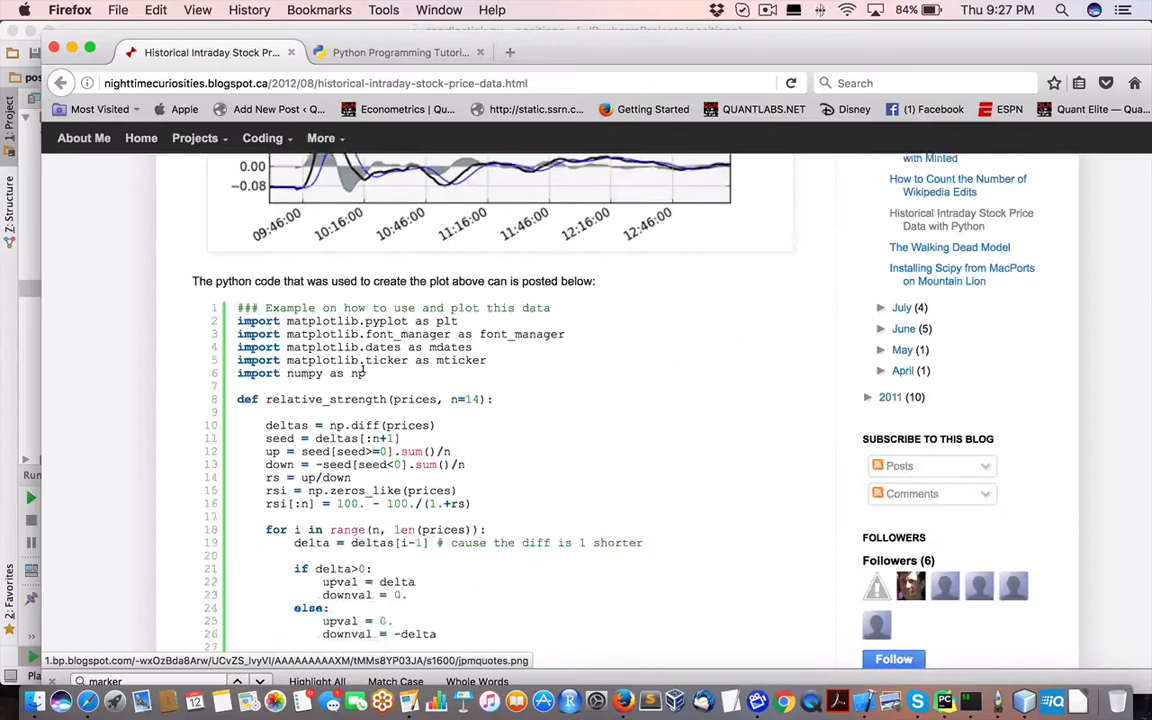 Firefox File Edit View History Bookmarks Tools Window Help 84% Thu 9:27 PM
Historical Intraday Stock Pr... × Python Programming Tutori... × +
nighttimecuriosities.blogspot.ca/2012/08/historical-intraday-stock-price-data.html Search
Most Visited Apple Add New Post ‹ Q... Econometrics | Qu... http://static.ssrn.c... Getting Started QUANTLABS.NET Disney (1) Facebook ESPN Quant Elite — Qua...
About Me Home Projects Coding More
1: Project
Z: Structure
2: Favorites
pos
Run
Pla
0.00
−0.08
09:46:00 10:16:00 10:46:00 11:16:00 11:46:00 12:16:00 12:46:00
The python code that was used to create the plot above can is posted below:
1 ### Example on how to use and plot this data
2 import matplotlib.pyplot as plt
3 import matplotlib.font_manager as font_manager
4 import matplotlib.dates as mdates
5 import matplotlib.ticker as mticker
6 import numpy as np
7
8 def relative_strength(prices, n=14):
9
10 deltas = np.diff(prices)
11 seed = deltas[:n+1]
12 up = seed[seed>=0].sum()/n
13 down = -seed[seed<0].sum()/n
14 rs = up/down
15 rsi = np.zeros_like(prices)
16 rsi[:n] = 100. - 100./(1.+rs)
17
18 for i in range(n, len(prices)):
19 delta = deltas[i-1] # cause the diff is 1 shorter
20
21 if delta>0:
22 upval = delta
23 downval = 0.
24 else:
25 upval = 0.
26 downval = -delta
27
with Minted
How to Count the Number of
Wikipedia Edits
Historical Intraday Stock Price
Data with Python
The Walking Dead Model
Installing Scipy from MacPorts
on Mountain Lion
► July (4)
► June (5)
► May (1)
► April (1)
► 2011 (10)
SUBSCRIBE TO THIS BLOG
Posts
Comments
FOLLOWERS
Followers (6)
Follow
1.bp.blogspot.com/-wxOzBda8Arw/UCvZS_lvyVI/AAAAAAAAAXM/tMMs8YP03JA/s1600/jpmquotes.png
marker Highlight All Match Case Whole Words